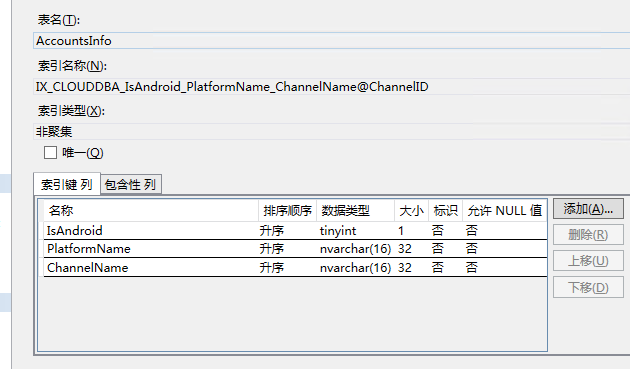 表名(T):
AccountsInfo
索引名称(N):
IX_CLOUDDBA_IsAndroid_PlatformName_ChannelName@ChannelID
索引类型(X):
非聚集
唯一(Q)
索引键 列 包含性 列
名称 排序顺序 数据类型 大小 标识 允许 NULL 值 添加(A)...
IsAndroid 升序 tinyint 1 否 否 删除(R)
PlatformName 升序 nvarchar(16) 32 否 否
ChannelName 升序 nvarchar(16) 32 否 否 上移(U)
下移(D)